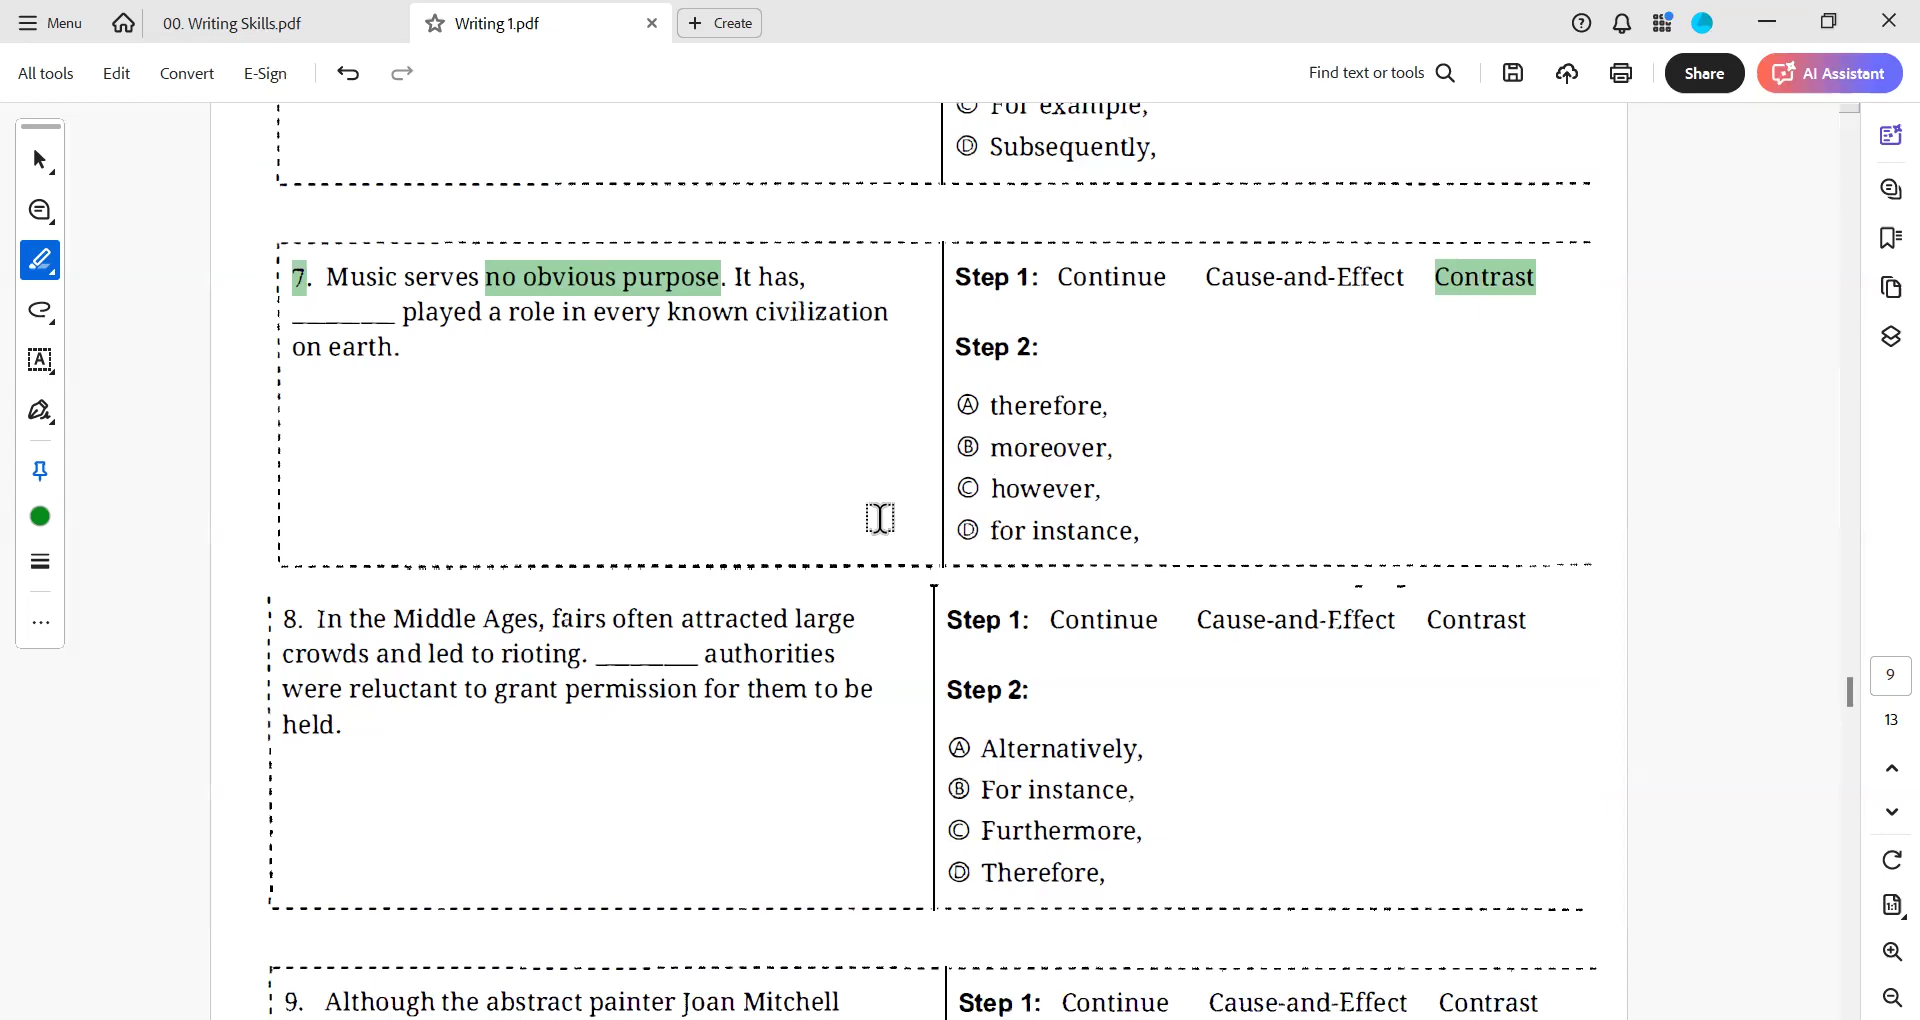 Menu
00. Writing Skills.pdf
Writing 1.pdf
Create
All tools
Edit
Convert
E-Sign
Find text or tools
Share
AI Assistant
Ⓒ For example,
Ⓓ Subsequently,
7. Music serves no obvious purpose. It has,
________ played a role in every known civilization
on earth.
Step 1: Continue Cause-and-Effect Contrast
Step 2:
Ⓐ therefore,
Ⓑ moreover,
Ⓒ however,
Ⓓ for instance,
8. In the Middle Ages, fairs often attracted large
crowds and led to rioting. ________ authorities
were reluctant to grant permission for them to be
held.
Step 1: Continue Cause-and-Effect Contrast
Step 2:
Ⓐ Alternatively,
Ⓑ For instance,
Ⓒ Furthermore,
Ⓓ Therefore,
9. Although the abstract painter Joan Mitchell
Step 1: Continue Cause-and-Effect Contrast
9
13